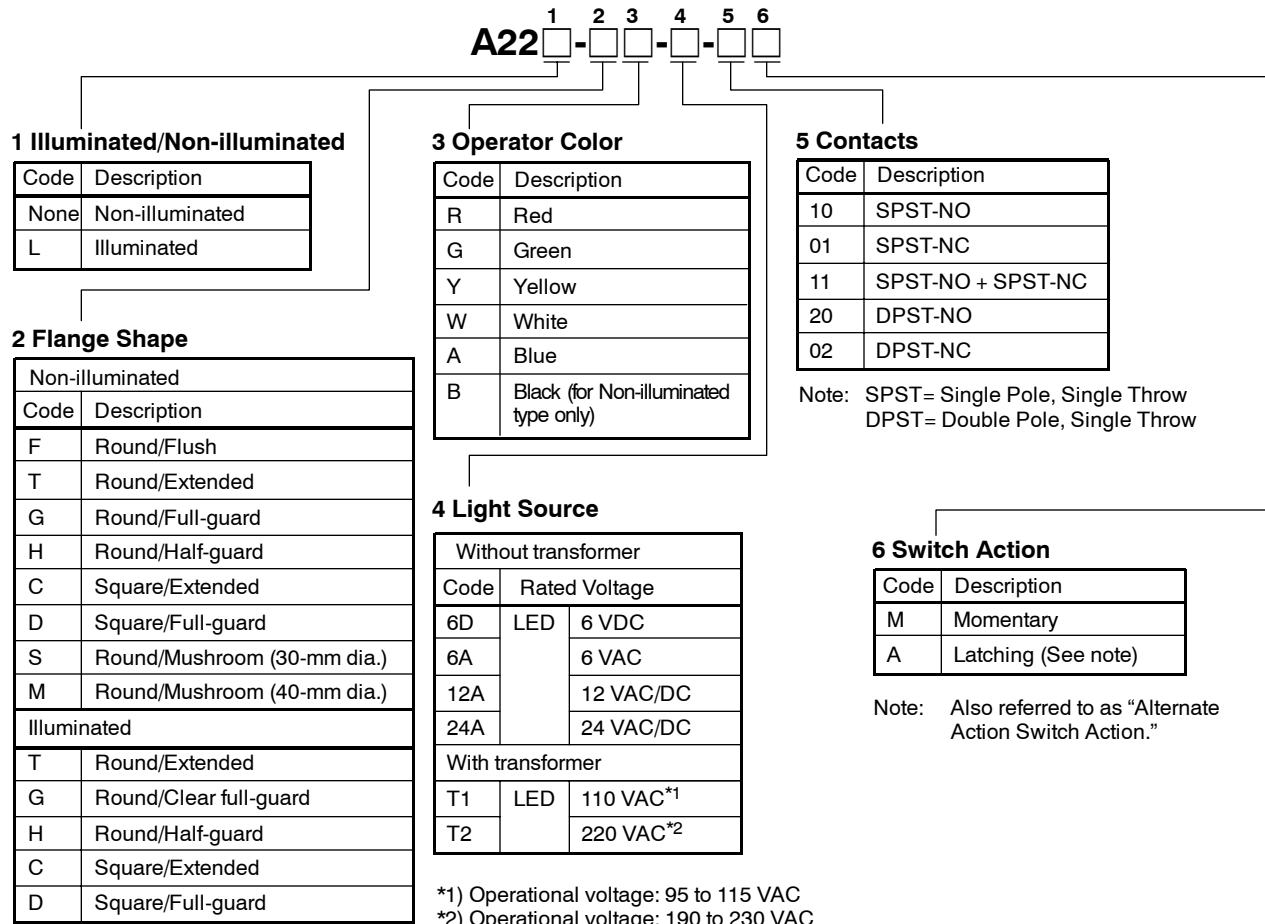 1 2 3 4 5 6
A22□-□□-□-□□
1 Illuminated/Non-illuminated
Code Description
None Non-illuminated
L Illuminated
2 Flange Shape
Non-illuminated
Code Description
F Round/Flush
T Round/Extended
G Round/Full-guard
H Round/Half-guard
C Square/Extended
D Square/Full-guard
S Round/Mushroom (30-mm dia.)
M Round/Mushroom (40-mm dia.)
Illuminated
T Round/Extended
G Round/Clear full-guard
H Round/Half-guard
C Square/Extended
D Square/Full-guard
3 Operator Color
Code Description
R Red
G Green
Y Yellow
W White
A Blue
B Black (for Non-illuminated
type only)
4 Light Source
Without transformer
Code Rated Voltage
6D LED 6 VDC
6A 6 VAC
12A 12 VAC/DC
24A 24 VAC/DC
With transformer
T1 LED 110 VAC*1
T2 220 VAC*2
*1) Operational voltage: 95 to 115 VAC
*2) Operational voltage: 190 to 230 VAC
5 Contacts
Code Description
10 SPST-NO
01 SPST-NC
11 SPST-NO + SPST-NC
20 DPST-NO
02 DPST-NC
Note: SPST= Single Pole, Single Throw
DPST= Double Pole, Single Throw
6 Switch Action
Code Description
M Momentary
A Latching (See note)
Note: Also referred to as “Alternate
Action Switch Action.”